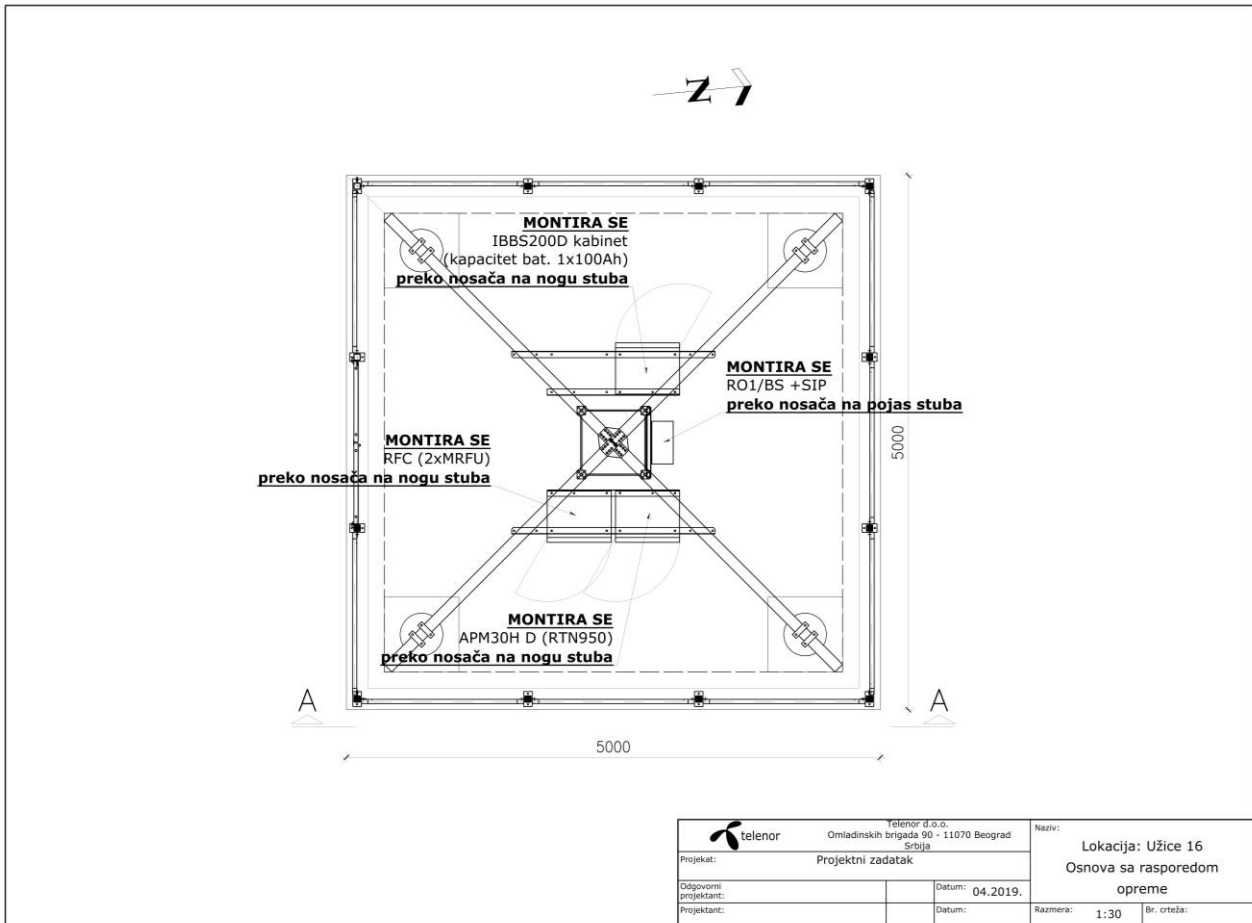 N
MONTIRA SE
IBBS200D kabinet
(kapacitet bat. 1x100Ah)
preko nosača na nogu stuba
MONTIRA SE
RO1/BS +SIP
preko nosača na pojas stuba
MONTIRA SE
RFC (2xMRFU)
preko nosača na nogu stuba
5000
MONTIRA SE
APM30H D (RTN950)
preko nosača na nogu stuba
A
A
5000
telenor
Telenor d.o.o.
Omladinskih brigada 90 - 11070 Beograd
Srbija
Naziv:
Lokacija: Užice 16
Osnova sa rasporedom
opreme
Projekat:
Projektni zadatak
Odgovorni
projektant:
Datum: 04.2019.
Projektant:
Datum:
Razmera: 1:30
Br. crteža: